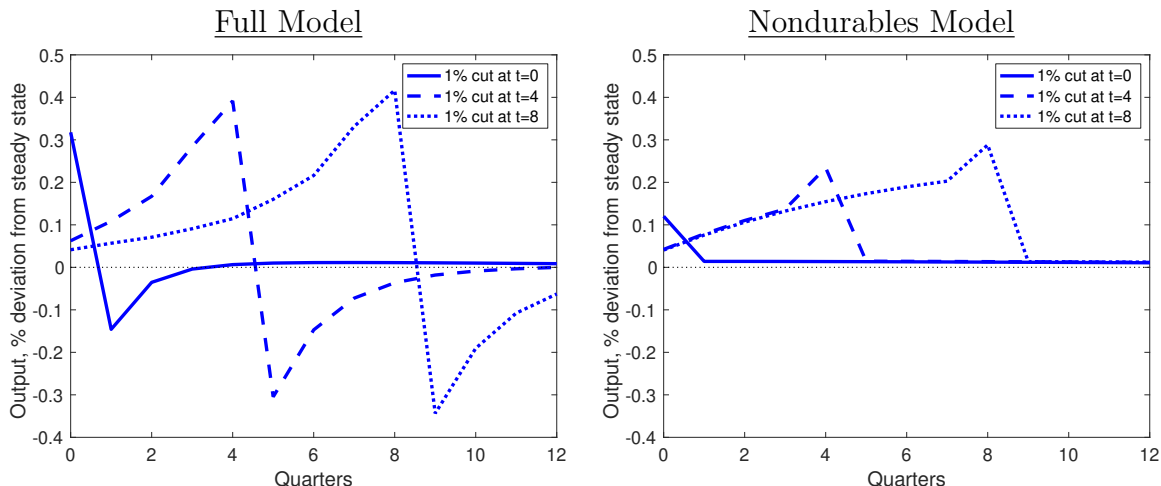 Full Model
Output, % deviation from steady state
0.5
0.4
0.3
0.2
0.1
0
-0.1
-0.2
-0.3
-0.4
1% cut at t=0
1% cut at t=4
1% cut at t=8
0 2 4 6 8 10 12
Quarters
Nondurables Model
Output, % deviation from steady state
0.5
0.4
0.3
0.2
0.1
0
-0.1
-0.2
-0.3
-0.4
1% cut at t=0
1% cut at t=4
1% cut at t=8
0 2 4 6 8 10 12
Quarters